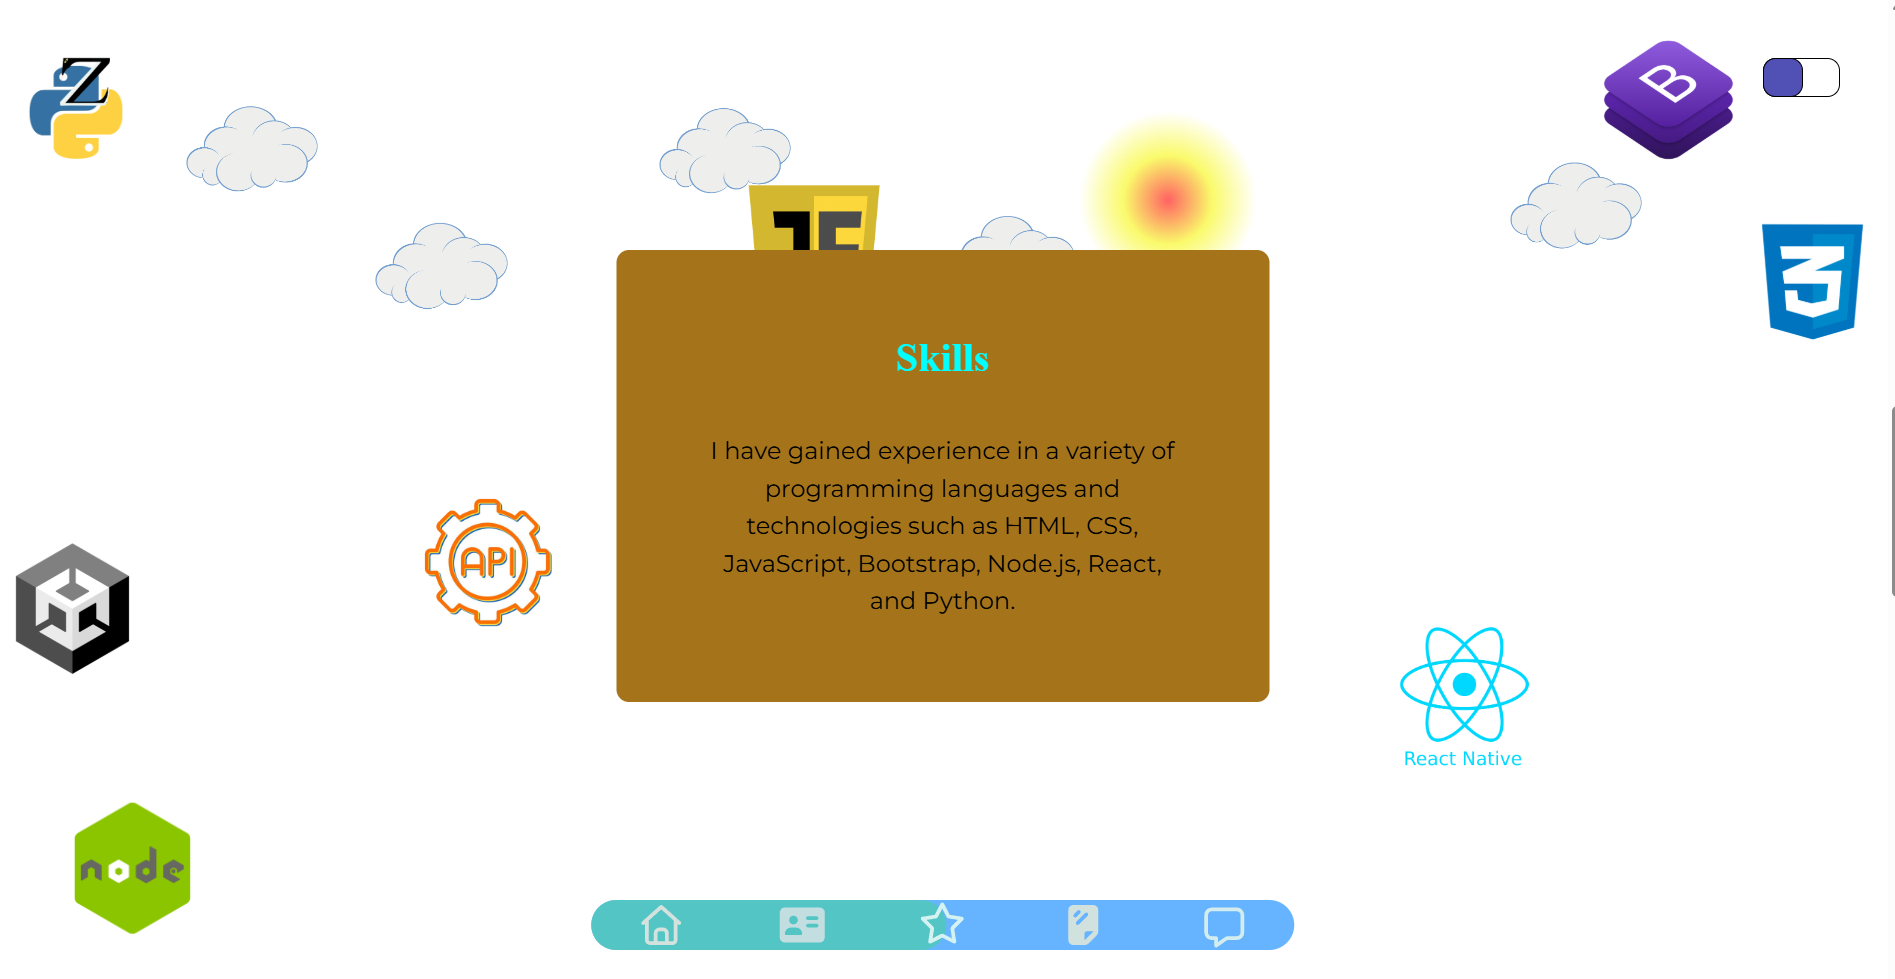 Z
B
3
Skills
I have gained experience in a variety of
programming languages and
technologies such as HTML, CSS,
JavaScript, Bootstrap, Node.js, React,
and Python.
API
React Native
node